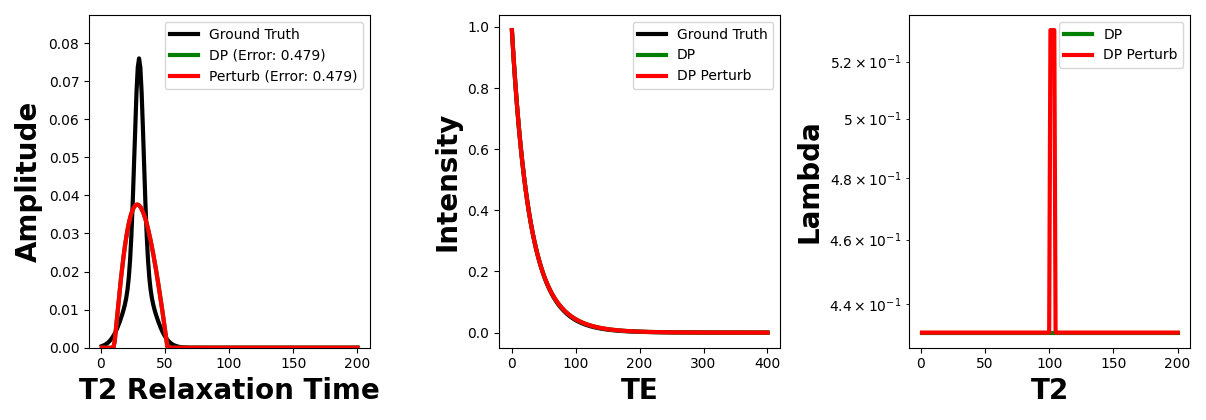 Amplitude
0.08
0.07
0.06
0.05
0.04
0.03
0.02
0.01
0.00
Ground Truth
DP (Error: 0.479)
Perturb (Error: 0.479)
0 50 100 150 200
T2 Relaxation Time
Intensity
1.0
0.8
0.6
0.4
0.2
0.0
Ground Truth
DP
DP Perturb
0 100 200 300 400
TE
Lambda
5.2 × 10⁻¹
5 × 10⁻¹
4.8 × 10⁻¹
4.6 × 10⁻¹
4.4 × 10⁻¹
DP
DP Perturb
0 50 100 150 200
T2